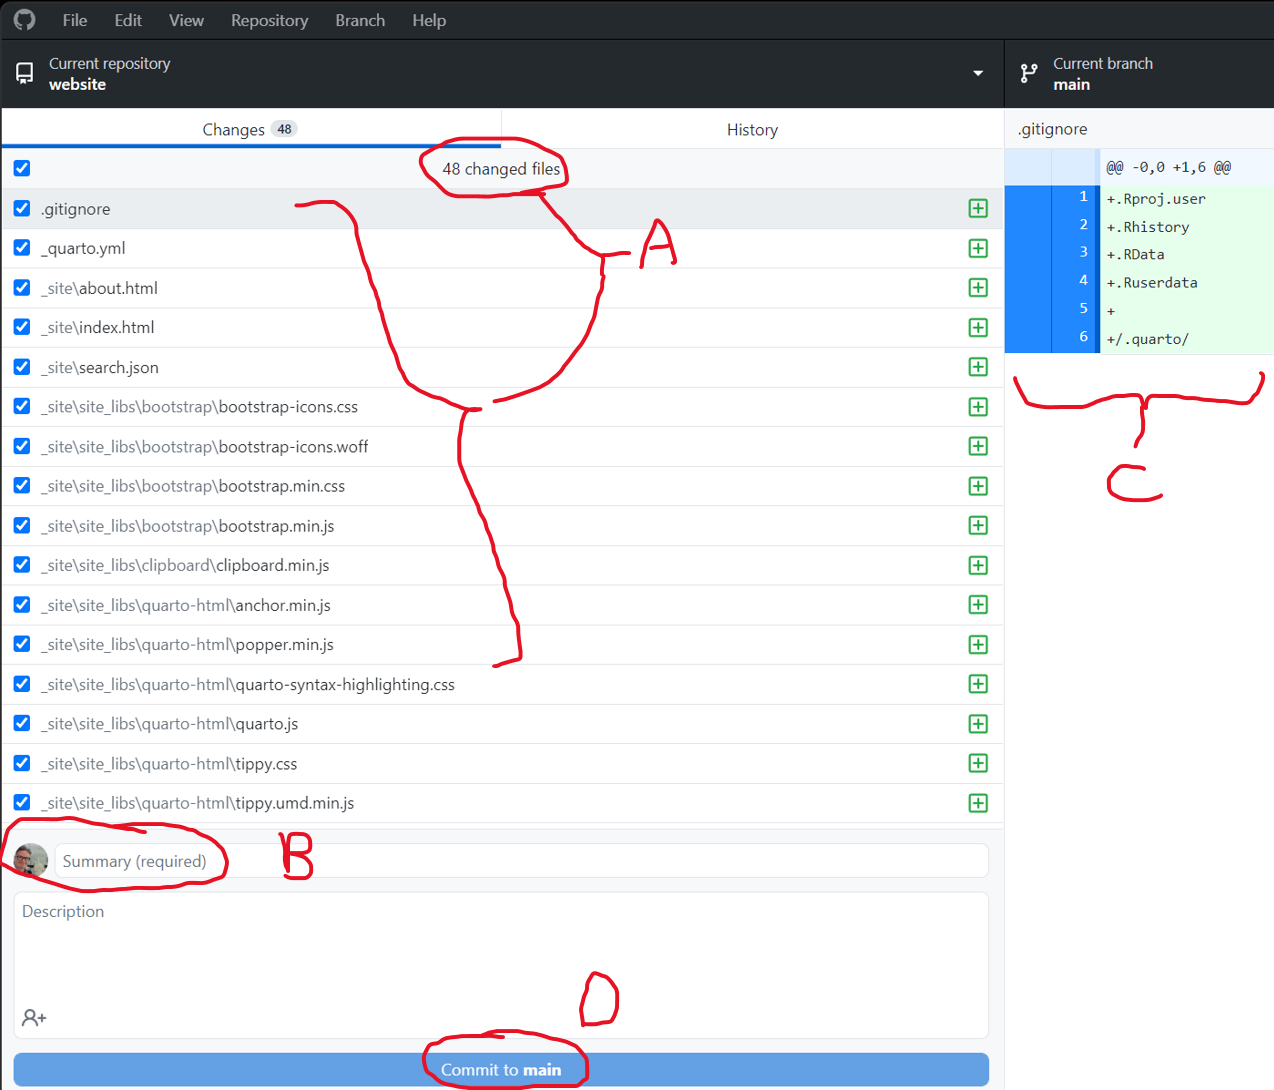 File Edit View Repository Branch Help
Current repository
website
Current branch
main
Changes 48
History
.gitignore
48 changed files
@@ -0,0 +1,6 @@
.gitignore
1 +.Rproj.user
2 +.Rhistory
3 +.RData
4 +.Ruserdata
5 +
6 +/.quarto/
A
_quarto.yml
_site\about.html
_site\index.html
_site\search.json
_site\site_libs\bootstrap\bootstrap-icons.css
_site\site_libs\bootstrap\bootstrap-icons.woff
_site\site_libs\bootstrap\bootstrap.min.css
C
_site\site_libs\bootstrap\bootstrap.min.js
_site\site_libs\clipboard\clipboard.min.js
_site\site_libs\quarto-html\anchor.min.js
_site\site_libs\quarto-html\popper.min.js
_site\site_libs\quarto-html\quarto-syntax-highlighting.css
_site\site_libs\quarto-html\quarto.js
_site\site_libs\quarto-html\tippy.css
_site\site_libs\quarto-html\tippy.umd.min.js
Summary (required)
B
Description
D
Commit to main